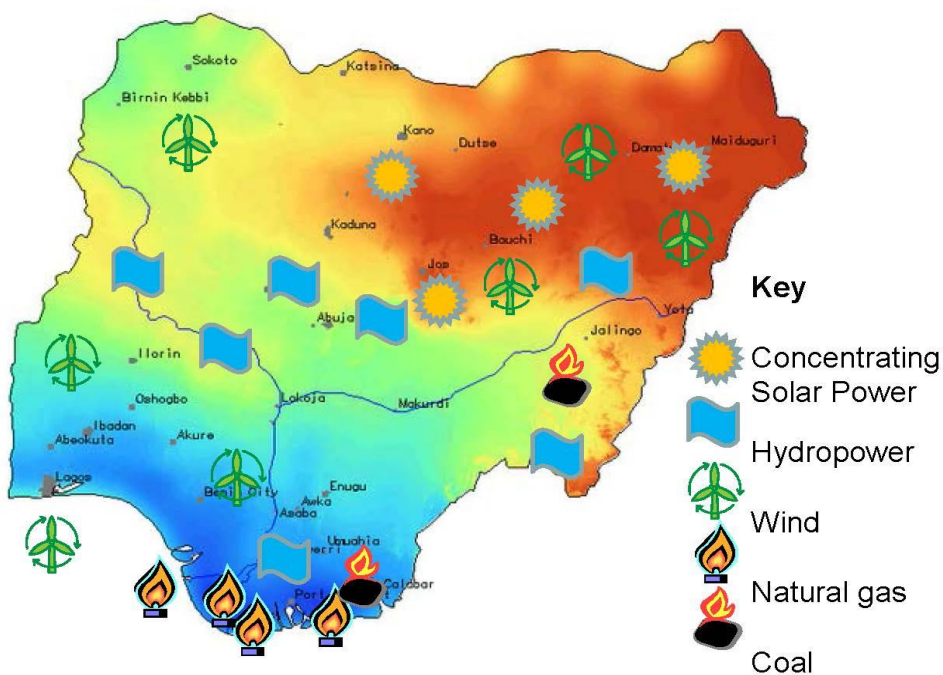 Sokoto
Katsina
Birnin Kebbi
Kano
Dutse
Damat
Maiduguri
Kaduna
Bauchi
Jos
Key
Yola
Abuja
Jalingo
Ilorin
Concentrating
Solar Power
Oshogbo
Lokoja
Makurdi
Ibadan
Abeokuta
Akure
Hydropower
Lagos
Enugu
Beni City
Awka
Asaba
Wind
Umuahia
erri
Calabar
Port
Natural gas
Coal